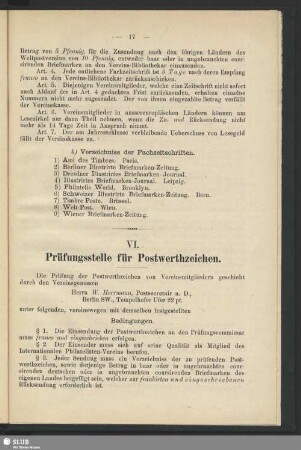 — 17 —
Betrag von 5 Pfennig, für die Zusendung nach den übrigen Ländern des
Weltpostvereins von 10 Pfennig, entweder baar oder in ungebrauchten cour-
sirenden Briefmarken an den Vereins-Bibliothekar einzusenden.
Art. 4. Jede entliehene Fachzeitschrift ist 8 Tage nach deren Empfang
franco an den Vereins-Bibliothekar zurückzusenden.
Art. 5. Diejenigen Vereinsmitglieder, welche eine Zeitschrift nicht sofort
nach Ablauf der in Art. 4 gedachten Frist zurücksenden, erhalten einzelne
Nummern nicht mehr zugesandt. Der von ihnen eingezahlte Betrag verfällt
der Vereinskasse.
Art. 6. Vereinsmitglieder in aussereuropäischen Ländern können am
Lesecirkel nur dann Theil nehmen, wenn die zu durchlaufende Rückfrist nicht
mehr als 14 Tage Zeit in Anspruch nimmt.
Art. 7. Der am Jahresschlusse verbleibende Ueberschuss von Lesegeld
fällt der Vereinskasse zu.
b) Verzeichniss der Fachzeitschriften.
1) Ami des Timbres. Paris.
2) Berliner Illustrirte Briefmarken-Zeitung.
3) Dresdner Illustrirtes Briefmarken-Journal.
4) Illustrirtes Briefmarken-Journal. Leipzig.
5) Philatelic World. Brooklyn.
6) Schweizer Illustrirte Briefmarken-Zeitung. Bern.
7) Timbre Poste. Brüssel.
8) Welt-Post. Wien.
9) Wiener Briefmarken-Zeitung.
VI.
Prüfungsstelle für Postwerthzeichen.
Die Prüfung der Postwerthzeichen von Vereinsmitgliedern geschieht
durch den Vereinsgenossen
Herrn W. Herrmann, Postsecretair a. D.,
Berlin SW., Tempelhofer Ufer 22 pt.
unter folgenden, vereinswegen mit demselben festgestellten
Bedingungen.
§ 1. Die Einsendung der Postwerthzeichen an den Prüfungscommissar
muss franco und eingeschrieben erfolgen.
§ 2. Der Einsender muss sich auf seine Qualität als Mitglied des
Internationalen Philatelisten-Vereins berufen.
§ 3. Jeder Sendung muss ein Verzeichniss der zu prüfenden Post-
werthzeichen, sowie derjenige Betrag in baar oder in ungebrauchten
coursirenden deutschen oder in ungebrauchten coursirenden Briefmarken des
eigenen Landes beigefügt sein, welcher zur frankirten und eingeschriebenen
Rücksendung erforderlich ist.
SLUB